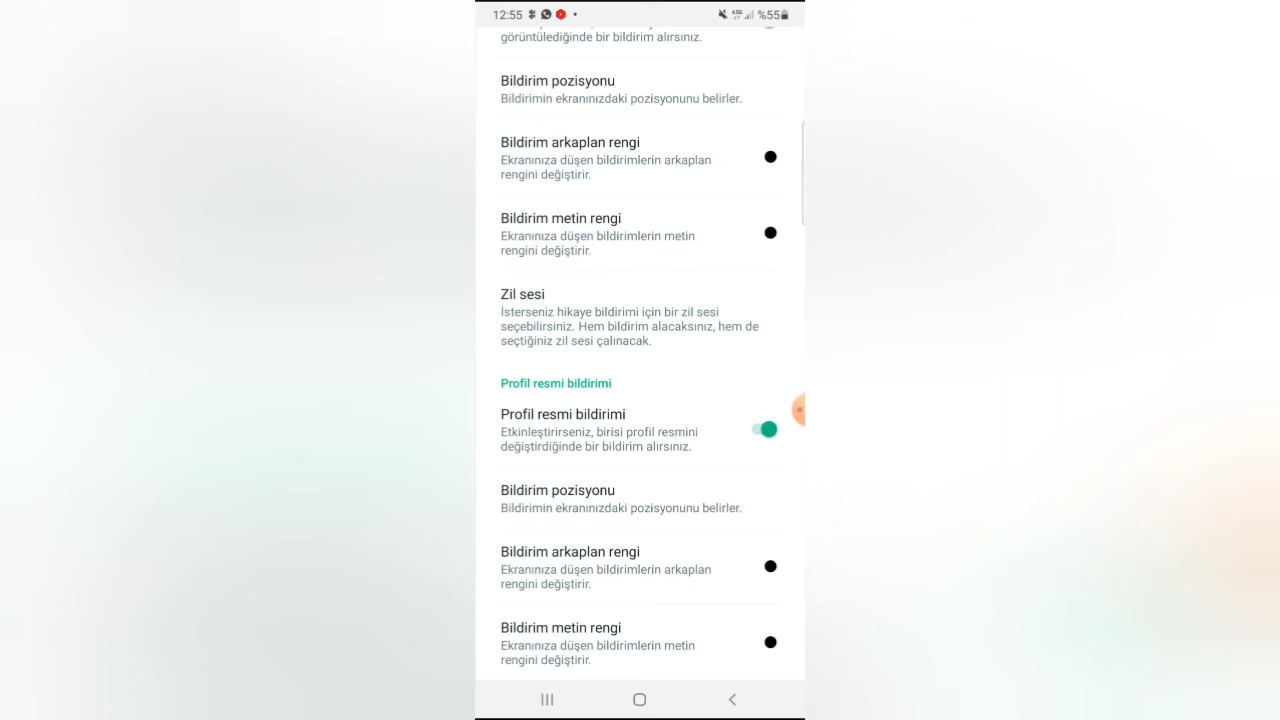 12:55
%55
görüntülediğinde bir bildirim alırsınız.
Bildirim pozisyonu
Bildirimin ekranınızdaki pozisyonunu belirler.
Bildirim arkaplan rengi
Ekranınıza düşen bildirimlerin arkaplan
rengini değiştirir.
Bildirim metin rengi
Ekranınıza düşen bildirimlerin metin
rengini değiştirir.
Zil sesi
İsterseniz hikaye bildirimi için bir zil sesi
seçebilirsiniz. Hem bildirim alacaksınız, hem de
seçtiğiniz zil sesi çalınacak.
Profil resmi bildirimi
Profil resmi bildirimi
Etkinleştirirseniz, birisi profil resmini
değiştirdiğinde bir bildirim alırsınız.
Bildirim pozisyonu
Bildirimin ekranınızdaki pozisyonunu belirler.
Bildirim arkaplan rengi
Ekranınıza düşen bildirimlerin arkaplan
rengini değiştirir.
Bildirim metin rengi
Ekranınıza düşen bildirimlerin metin
rengini değiştirir.